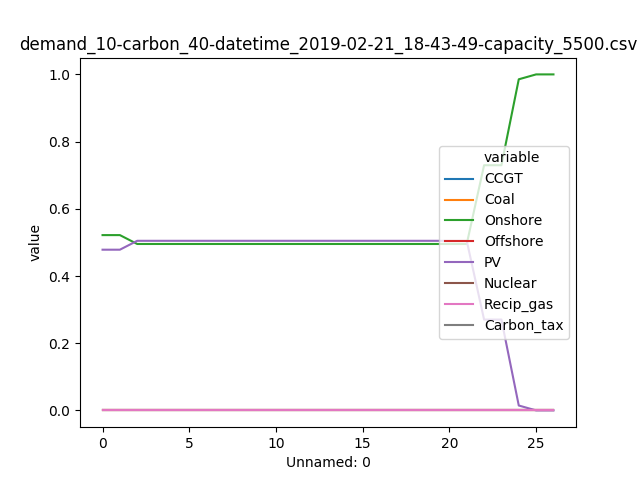 demand_10-carbon_40-datetime_2019-02-21_18-43-49-capacity_5500.csv
1.0
0.8
0.6
0.4
0.2
0.0
value
variable
CCGT
Coal
Onshore
Offshore
PV
Nuclear
Recip_gas
Carbon_tax
0 5 10 15 20 25
Unnamed: 0